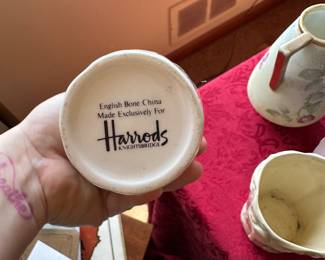 English Bone China
Made Exclusively For
Harrods
KNIGHTSBRIDGE